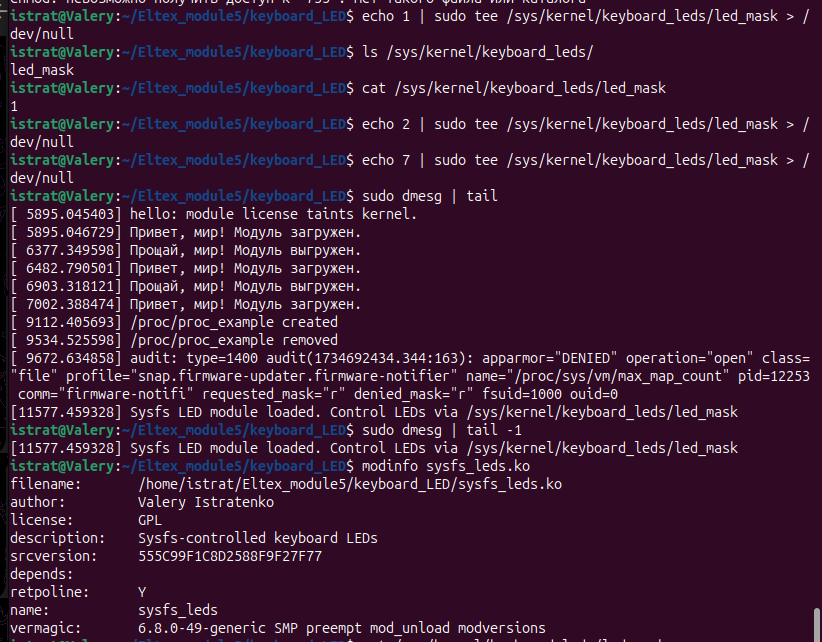 istrat@Valery:~/Eltex_module5/keyboard_LED$ echo 1 | sudo tee /sys/kernel/keyboard_leds/led_mask > /
dev/null
istrat@Valery:~/Eltex_module5/keyboard_LED$ ls /sys/kernel/keyboard_leds/
led_mask
istrat@Valery:~/Eltex_module5/keyboard_LED$ cat /sys/kernel/keyboard_leds/led_mask
1
istrat@Valery:~/Eltex_module5/keyboard_LED$ echo 2 | sudo tee /sys/kernel/keyboard_leds/led_mask > /
dev/null
istrat@Valery:~/Eltex_module5/keyboard_LED$ echo 7 | sudo tee /sys/kernel/keyboard_leds/led_mask > /
dev/null
istrat@Valery:~/Eltex_module5/keyboard_LED$ sudo dmesg | tail
[ 5895.045403] hello: module license taints kernel.
[ 5895.046729] Привет, мир! Модуль загружен.
[ 6377.349598] Прощай, мир! Модуль выгружен.
[ 6482.790501] Привет, мир! Модуль загружен.
[ 6903.318121] Прощай, мир! Модуль выгружен.
[ 7002.388474] Привет, мир! Модуль загружен.
[ 9112.405693] /proc/proc_example created
[ 9534.525598] /proc/proc_example removed
[ 9672.634858] audit: type=1400 audit(1734692434.344:163): apparmor="DENIED" operation="open" class=
"file" profile="snap.firmware-updater.firmware-notifier" name="/proc/sys/vm/max_map_count" pid=12253
 comm="firmware-notifi" requested_mask="r" denied_mask="r" fsuid=1000 ouid=0
[11577.459328] Sysfs LED module loaded. Control LEDs via /sys/kernel/keyboard_leds/led_mask
istrat@Valery:~/Eltex_module5/keyboard_LED$ sudo dmesg | tail -1
[11577.459328] Sysfs LED module loaded. Control LEDs via /sys/kernel/keyboard_leds/led_mask
istrat@Valery:~/Eltex_module5/keyboard_LED$ modinfo sysfs_leds.ko
filename:       /home/istrat/Eltex_module5/keyboard_LED/sysfs_leds.ko
author:         Valery Istratenko
license:        GPL
description:    Sysfs-controlled keyboard LEDs
srcversion:     555C99F1C8D2588F9F27F77
depends:
retpoline:      Y
name:           sysfs_leds
vermagic:       6.8.0-49-generic SMP preempt mod_unload modversions